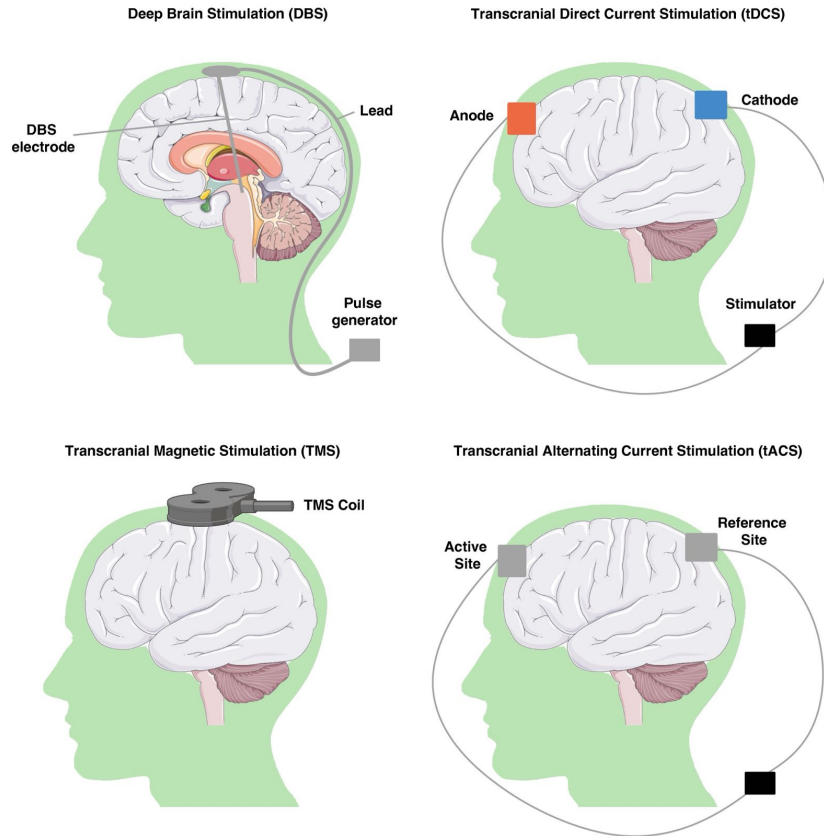 Deep Brain Stimulation (DBS)
DBS
electrode
Lead
Pulse
generator
Transcranial Direct Current Stimulation (tDCS)
Anode
Cathode
Stimulator
Transcranial Magnetic Stimulation (TMS)
TMS Coil
Transcranial Alternating Current Stimulation (tACS)
Active
Site
Reference
Site